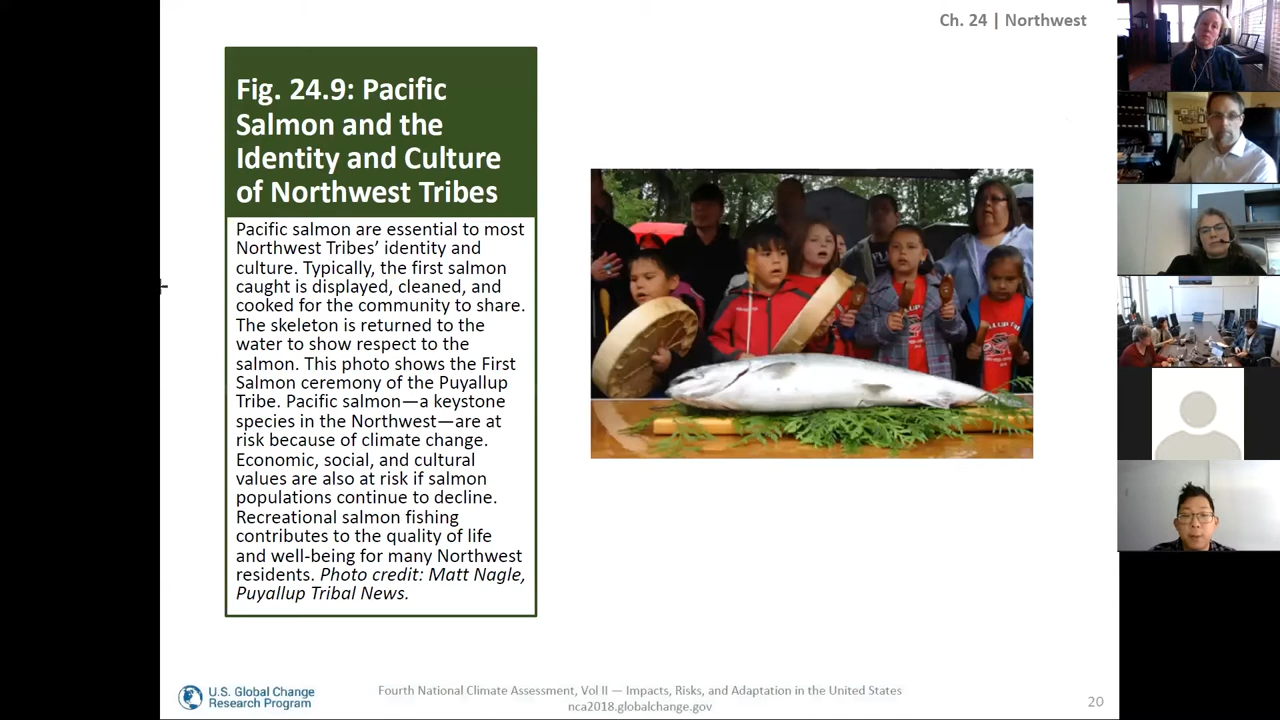 Ch. 24 | Northwest
Fig. 24.9: Pacific
Salmon and the
Identity and Culture
of Northwest Tribes
Pacific salmon are essential to most
Northwest Tribes’ identity and
culture. Typically, the first salmon
caught is displayed, cleaned, and
cooked for the community to share.
The skeleton is returned to the
water to show respect to the
salmon. This photo shows the First
Salmon ceremony of the Puyallup
Tribe. Pacific salmon—a keystone
species in the Northwest—are at
risk because of climate change.
Economic, social, and cultural
values are also at risk if salmon
populations continue to decline.
Recreational salmon fishing
contributes to the quality of life
and well-being for many Northwest
residents. Photo credit: Matt Nagle,
Puyallup Tribal News.
U.S. Global Change
Research Program
Fourth National Climate Assessment, Vol II — Impacts, Risks, and Adaptation in the United States
nca2018.globalchange.gov
20